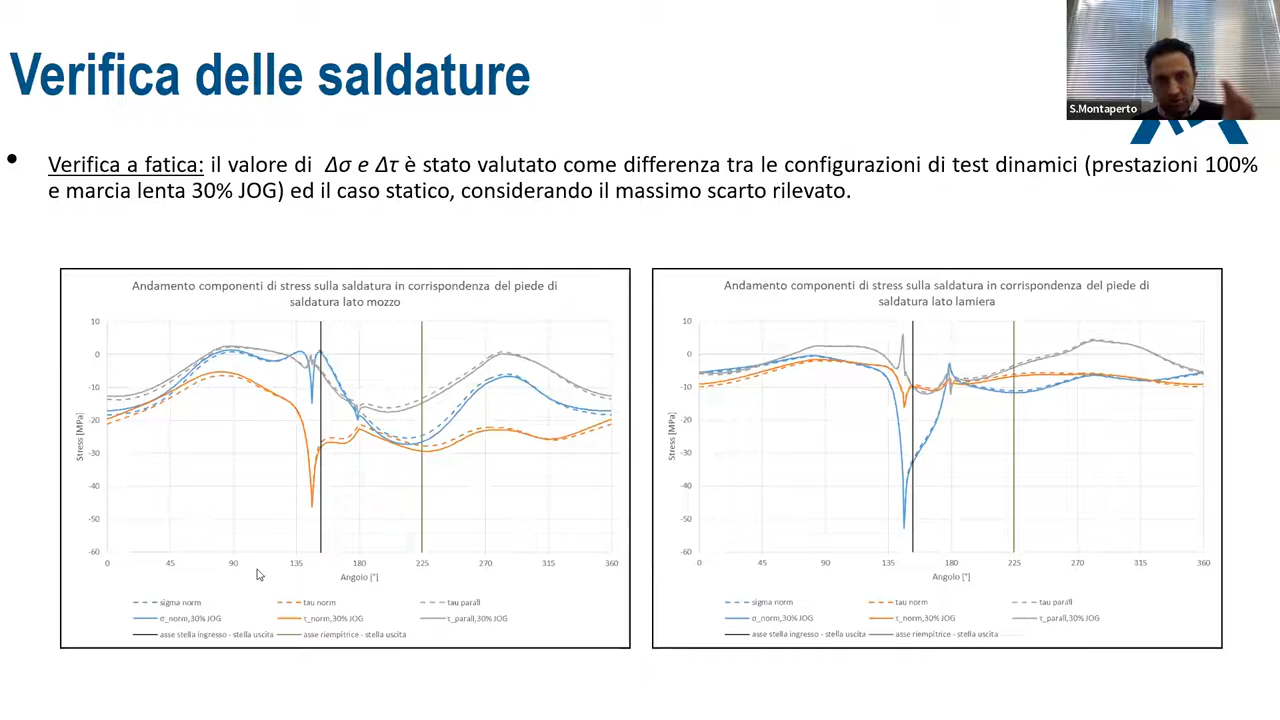 Verifica delle saldature
S.Montaperto
• Verifica a fatica: il valore di Δσ e Δτ è stato valutato come differenza tra le configurazioni di test dinamici (prestazioni 100%
e marcia lenta 30% JOG) ed il caso statico, considerando il massimo scarto rilevato.
Andamento componenti di stress sulla saldatura in corrispondenza del piede di
saldatura lato mozzo
10
0
-10
-20
-30
-40
-50
-60
Stress [MPa]
0 45 90 135 180 225 270 315 360
Angolo [°]
sigma norm tau norm tau parall
σ_norm,30% JOG τ_norm,30% JOG τ_parall,30% JOG
asse stella ingresso - stella uscita asse riempitrice - stella uscita
Andamento componenti di stress sulla saldatura in corrispondenza del piede di
saldatura lato lamiera
10
0
-10
-20
-30
-40
-50
-60
Stress [MPa]
0 45 90 135 180 225 270 315 360
Angolo [°]
sigma norm tau norm tau parall
σ_norm,30% JOG τ_norm,30% JOG τ_parall,30% JOG
asse stella ingresso - stella uscita asse riempitrice - stella uscita